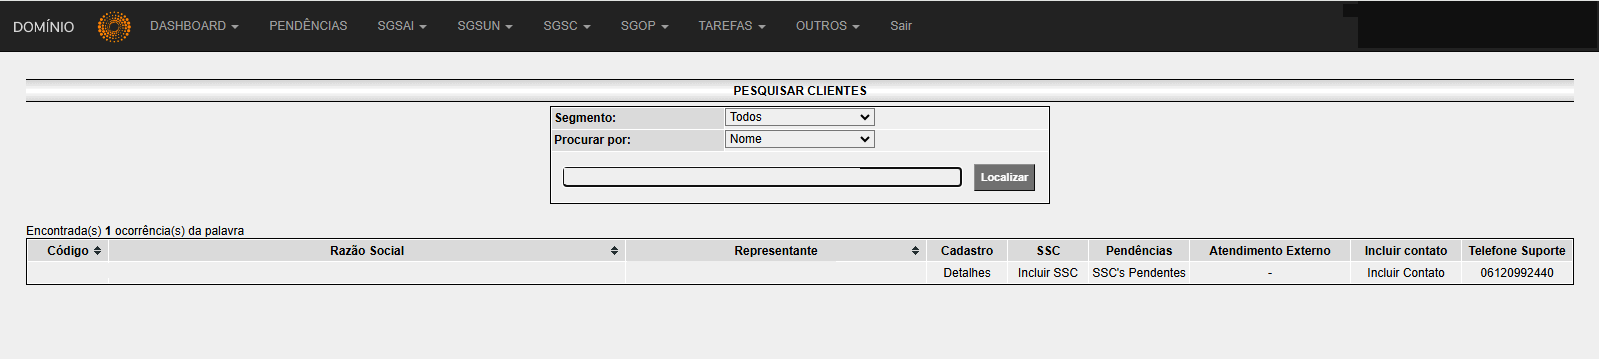 DOMÍNIO DASHBOARD PENDÊNCIAS SGSAI SGSUN SGSC SGOP TAREFAS OUTROS Sair
PESQUISAR CLIENTES
Segmento: Todos
Procurar por: Nome
Localizar
Encontrada(s) 1 ocorrência(s) da palavra
Código Razão Social Representante Cadastro SSC Pendências Atendimento Externo Incluir contato Telefone Suporte
Detalhes Incluir SSC SSC's Pendentes - Incluir Contato 06120992440